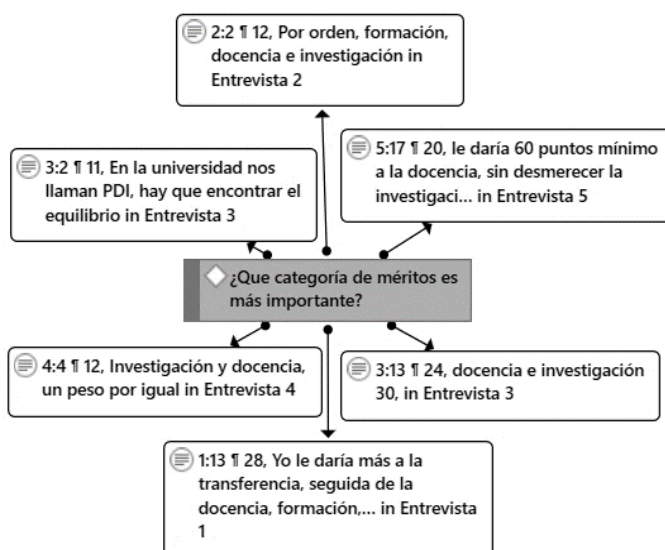 2:2 ¶ 12, Por orden, formación,
docencia e investigación in
Entrevista 2
5:17 ¶ 20, le daría 60 puntos mínimo
a la docencia, sin desmerecer la
investigaci... in Entrevista 5
3:2 ¶ 11, En la universidad nos
llaman PDI, hay que encontrar el
equilibrio in Entrevista 3
¿Que categoría de méritos es
más importante?
4:4 ¶ 12, Investigación y docencia,
un peso por igual in Entrevista 4
3:13 ¶ 24, docencia e investigación
30, in Entrevista 3
1:13 ¶ 28, Yo le daría más a la
transferencia, seguida de la
docencia, formación,... in Entrevista
1